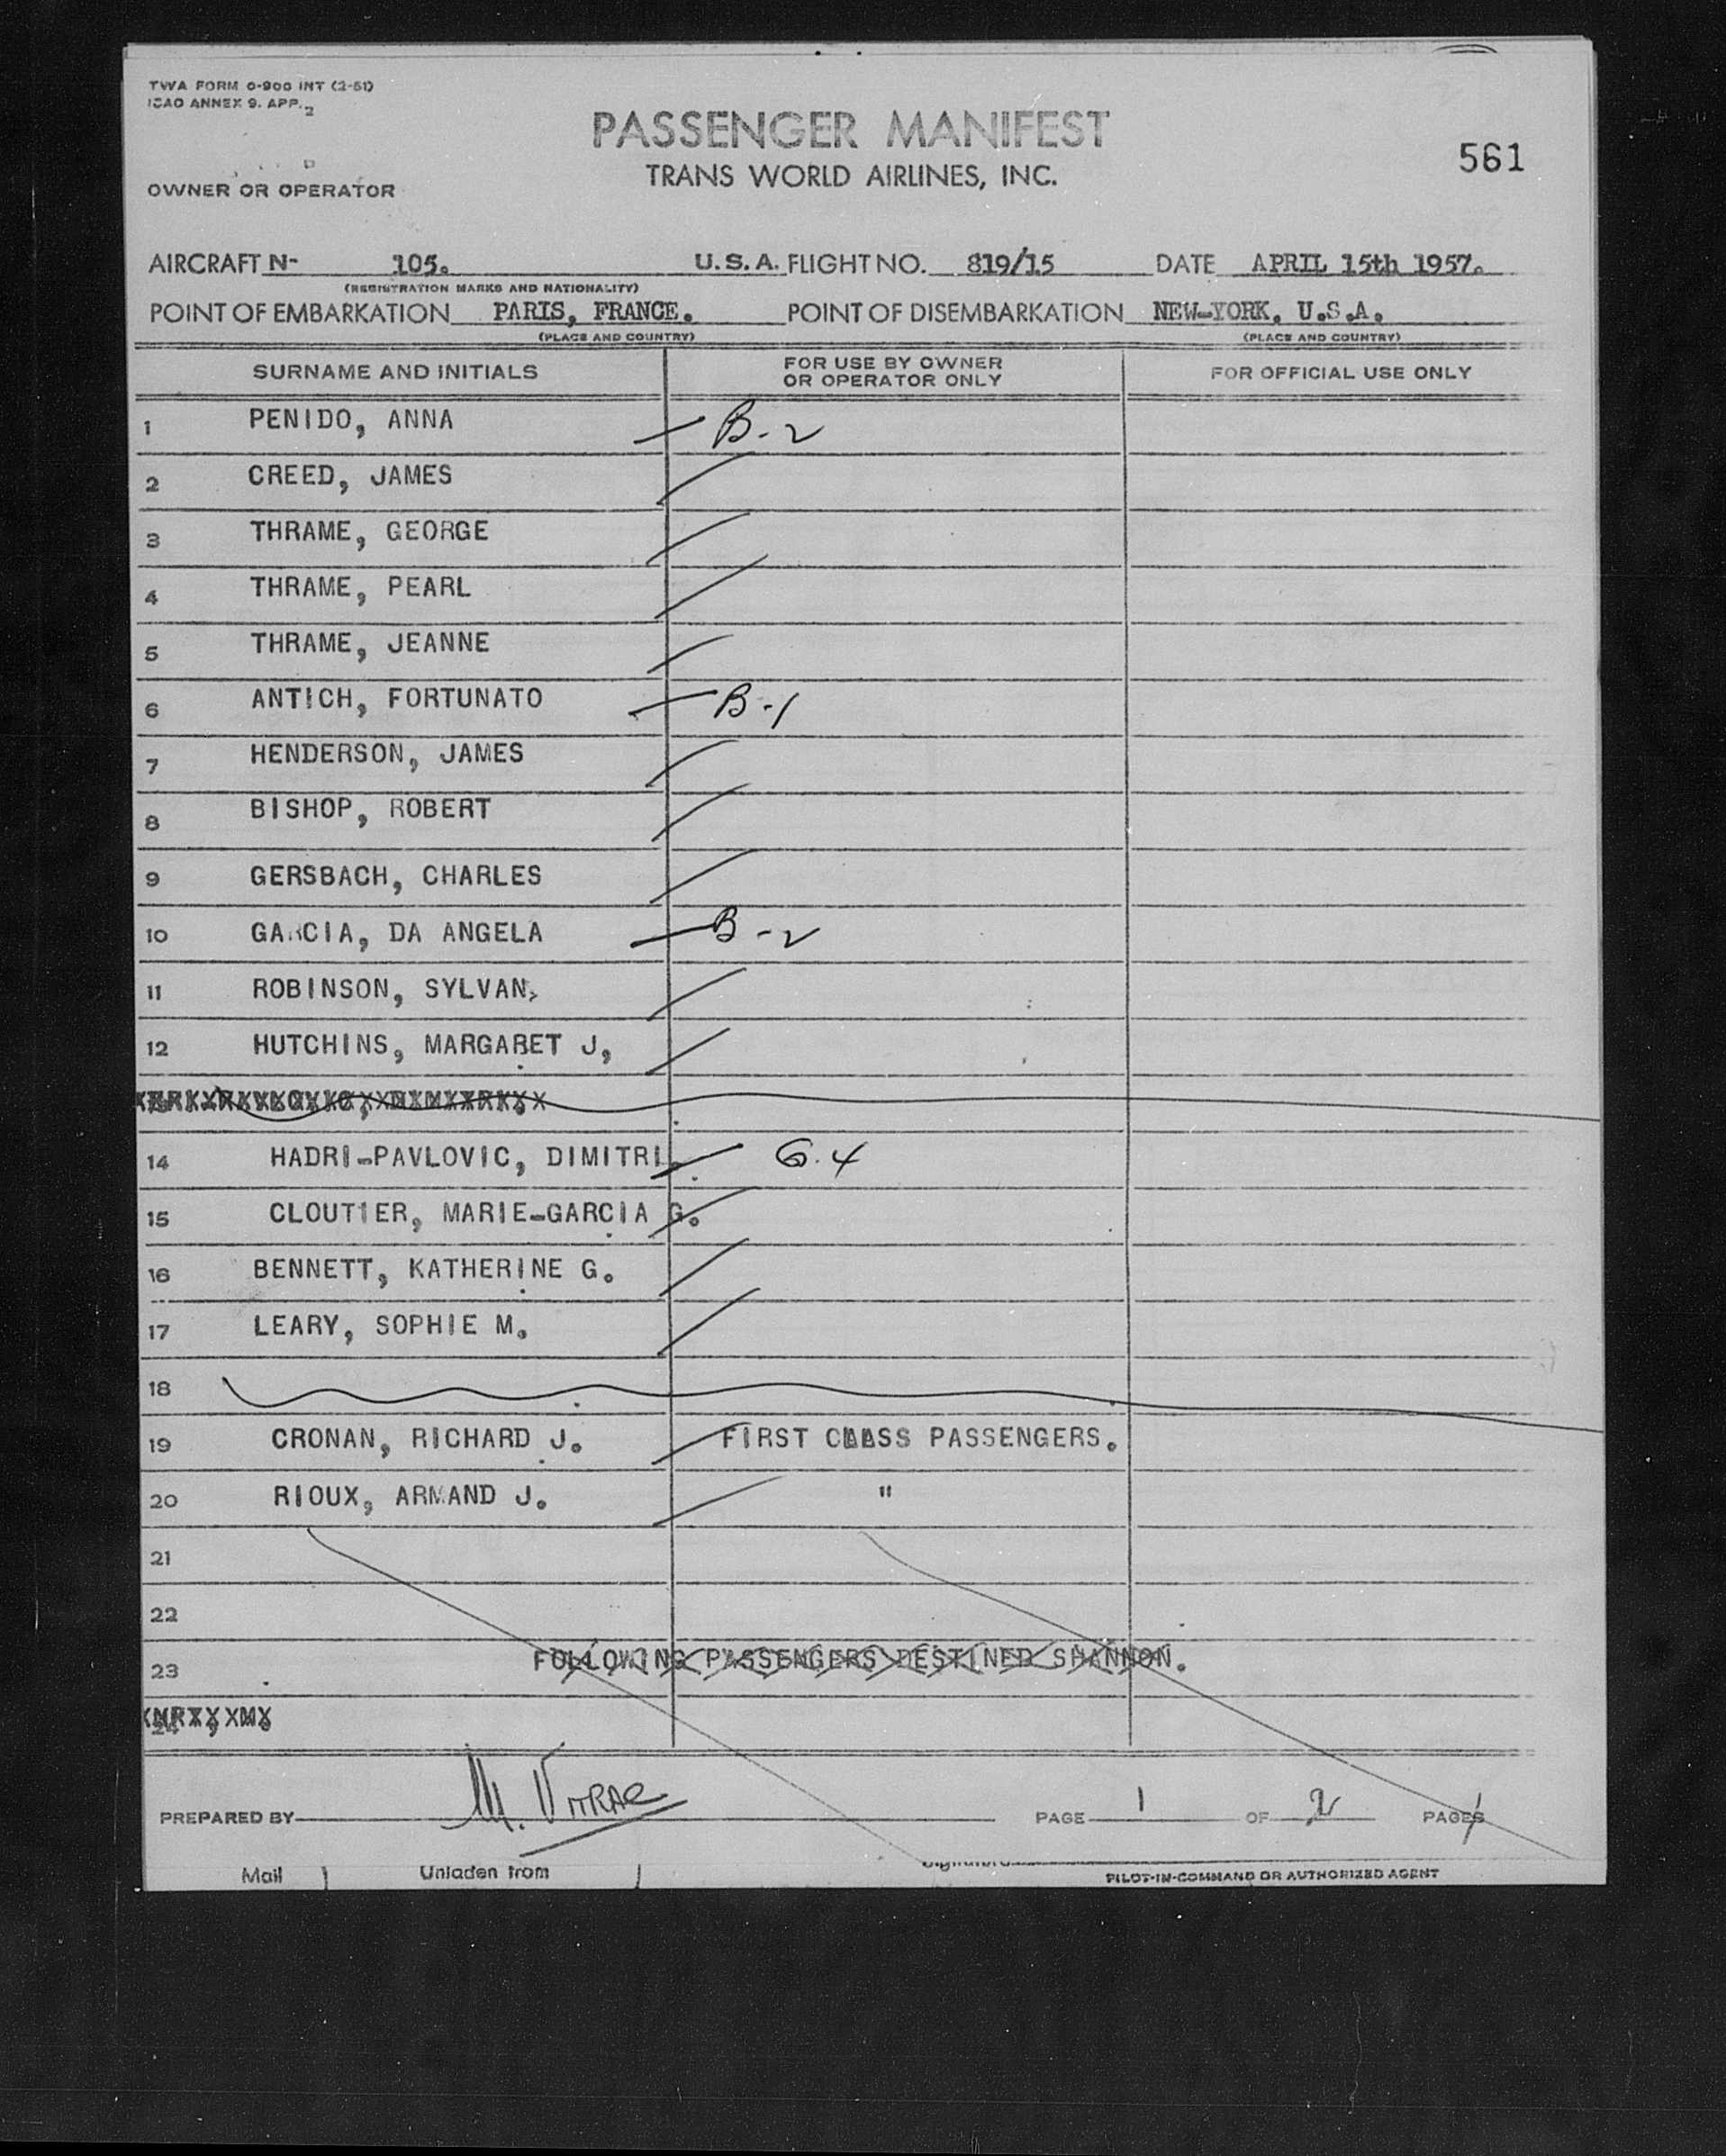 TWA FORM 0-900 INT (2-51)
ICAO ANNEX 9. APP. 2
PASSENGER MANIFEST
TRANS WORLD AIRLINES, INC.
561
OWNER OR OPERATOR
AIRCRAFT N- 105. U.S.A. FLIGHT NO. 819/15 DATE APRIL 15th 1957.
(REGISTRATION MARKS AND NATIONALITY)
POINT OF EMBARKATION PARIS, FRANCE. POINT OF DISEMBARKATION NEW-YORK, U.S.A.
(PLACE AND COUNTRY) (PLACE AND COUNTRY)
SURNAME AND INITIALS FOR USE BY OWNER OR OPERATOR ONLY FOR OFFICIAL USE ONLY
1 PENIDO, ANNA B-2
2 CREED, JAMES
3 THRAME, GEORGE
4 THRAME, PEARL
5 THRAME, JEANNE
6 ANTICH, FORTUNATO B-1
7 HENDERSON, JAMES
8 BISHOP, ROBERT
9 GERSBACH, CHARLES
10 GARCIA, DA ANGELA B-2
11 ROBINSON, SYLVAN,
12 HUTCHINS, MARGARET J,
14 HADRI-PAVLOVIC, DIMITRI. G.4
15 CLOUTIER, MARIE-GARCIA G.
16 BENNETT, KATHERINE G.
17 LEARY, SOPHIE M.
18
19 CRONAN, RICHARD J. FIRST CLASS PASSENGERS.
20 RIOUX, ARMAND J. "
21
22
23 FOLLOWING PASSENGERS DESTINED SHANNON.
24
PREPARED BY M. VITRAC PAGE 1 OF 2 PAGES
Mail Unladen from
PILOT-IN-COMMAND OR AUTHORIZED AGENT